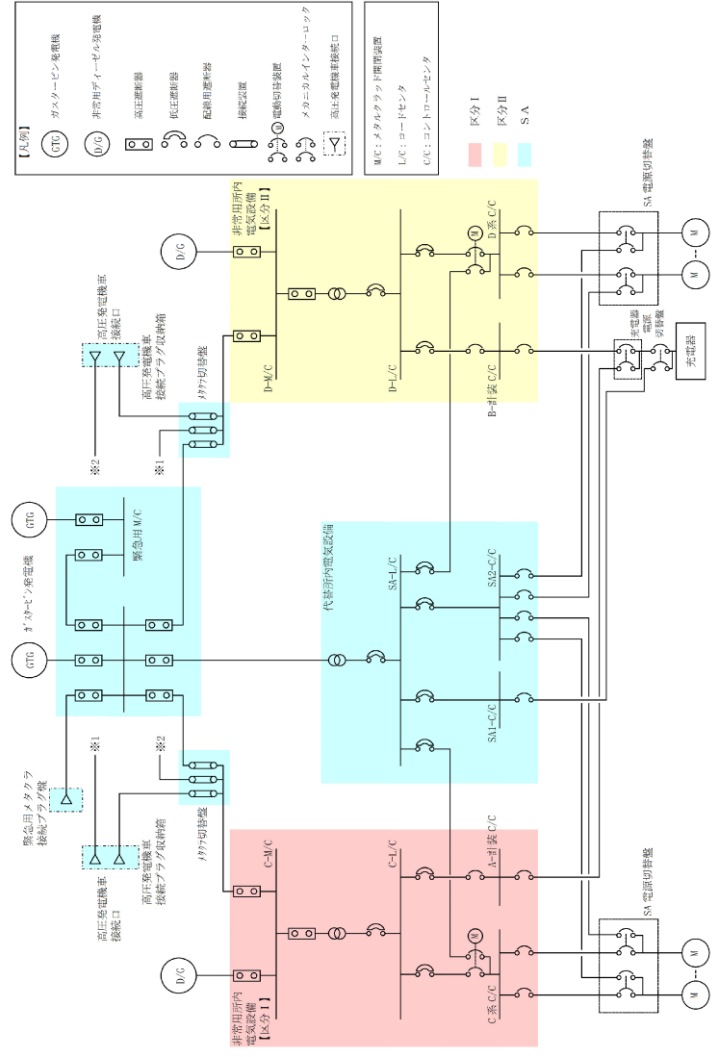 【凡例】
GTG
ガスタービン発電機
D/G
非常用ディーゼル発電機
高圧遮断器
低圧遮断器
配線用遮断器
接続装置
M
電動切替装置
メカニカルインターロック
高圧発電機車接続口
M/C：メタルクラッド開閉装置
L/C：ロードセンタ
C/C：コントロールセンタ
区分Ⅰ
区分Ⅱ
SA
緊急用メタクラ
接続プラグ盤
GTG
ガスタービン発電機
GTG
緊急用M/C
高圧発電機車
接続口
高圧発電機車
接続プラグ収納箱
※1
※2
メタクラ切替盤
高圧発電機車
接続口
高圧発電機車
接続プラグ収納箱
※2
※1
メタクラ切替盤
D/G
非常用所内
電気設備
【区分Ⅰ】
C-M/C
C-L/C
M
C系C/C
A-計装C/C
代替所内電気設備
SA-L/C
SA1-C/C
SA2-C/C
D/G
非常用所内
電気設備
【区分Ⅱ】
D-M/C
D-L/C
M
B-計装C/C
D系C/C
SA電源切替盤
M
M
充電器
電源
切替盤
充電器
SA電源切替盤
M
M